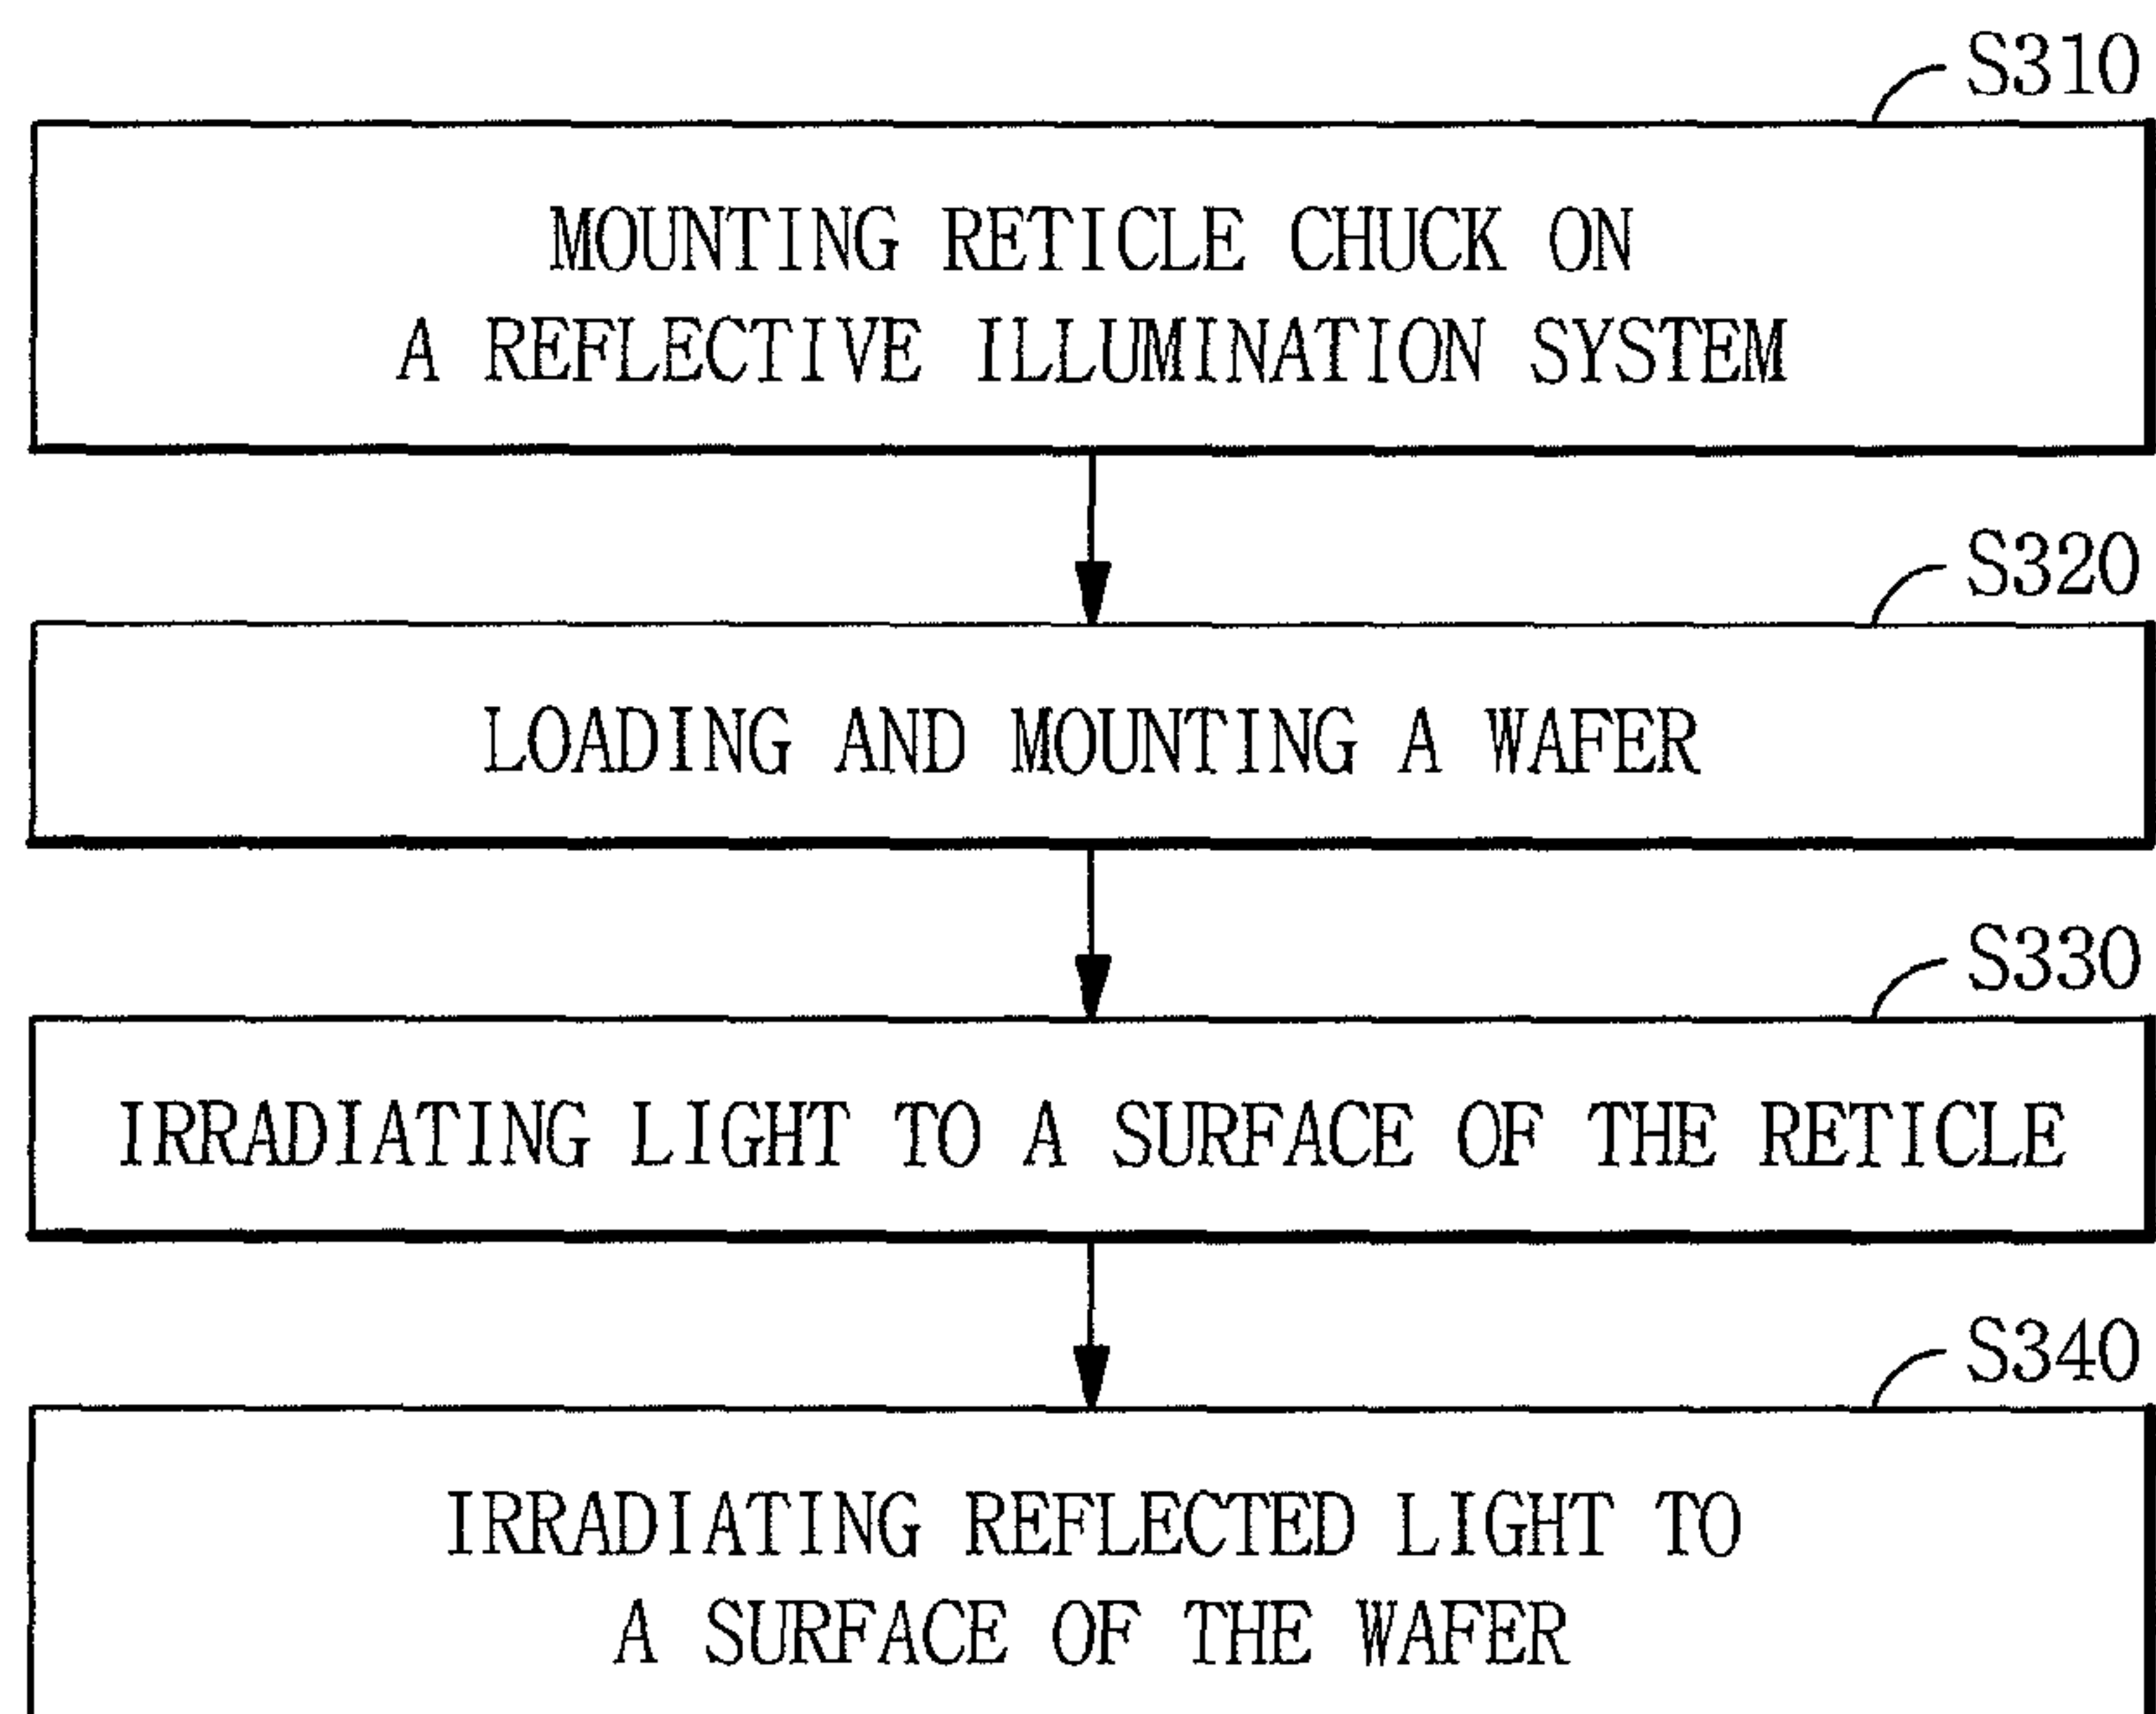 S310
MOUNTING RETICLE CHUCK ON
A REFLECTIVE ILLUMINATION SYSTEM
S320
LOADING AND MOUNTING A WAFER
S330
IRRADIATING LIGHT TO A SURFACE OF THE RETICLE
S340
IRRADIATING REFLECTED LIGHT TO
A SURFACE OF THE WAFER